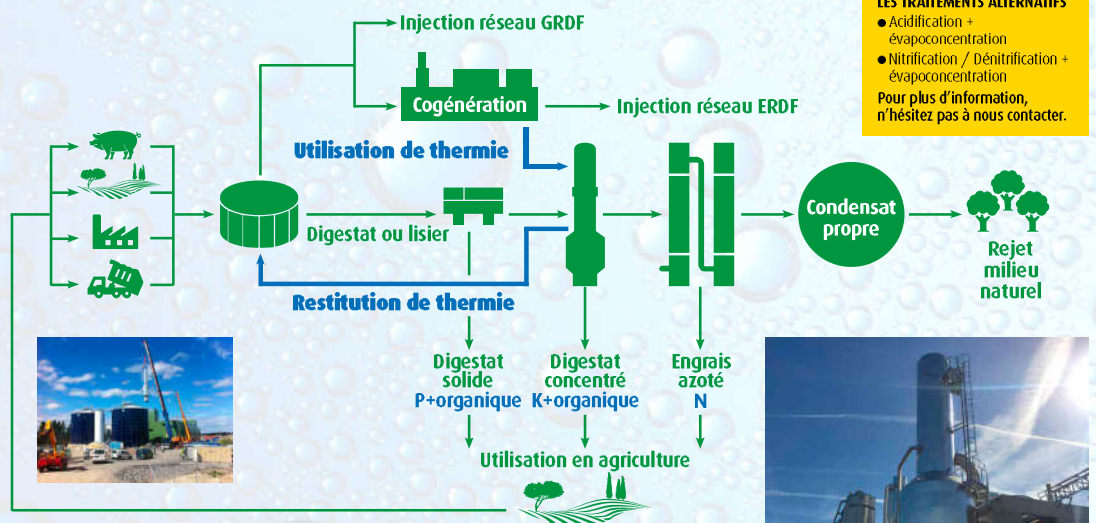 Injection réseau GRDF
LES TRAITEMENTS ALTERNATIFS
● Acidification +
évapoconcentration
● Nitrification / Dénitrification +
évapoconcentration
Pour plus d'information,
n'hésitez pas à nous contacter.
Cogénération
Injection réseau ERDF
Utilisation de thermie
Digestat ou lisier
Condensat
propre
Rejet
milieu
naturel
Restitution de thermie
Digestat
solide
P+organique
Digestat
concentré
K+organique
Engrais
azoté
N
Utilisation en agriculture